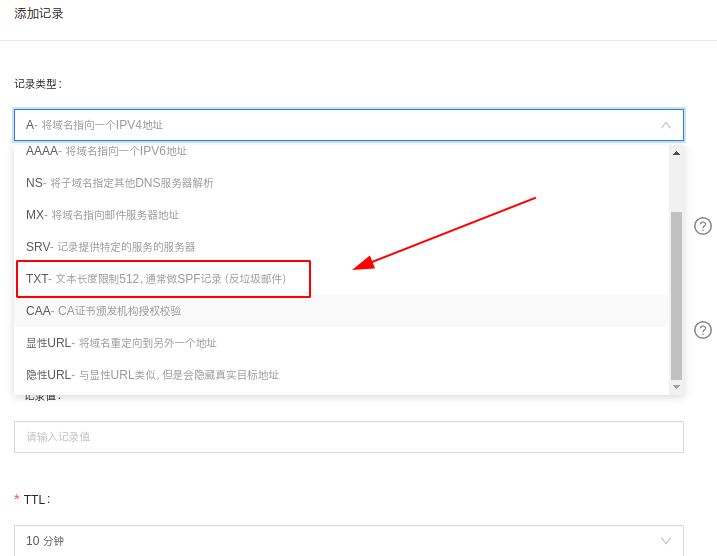 添加记录
记录类型:
A- 将域名指向一个IPV4地址
AAAA- 将域名指向一个IPV6地址
NS- 将子域名指定其他DNS服务器解析
MX- 将域名指向邮件服务器地址
SRV- 记录提供特定的服务的服务器
TXT- 文本长度限制512, 通常做SPF记录 (反垃圾邮件)
CAA- CA证书颁发机构授权校验
显性URL- 将域名重定向到另外一个地址
隐性URL- 与显性URL类似, 但是会隐藏真实目标地址
记录值:
请输入记录值
* TTL:
10 分钟